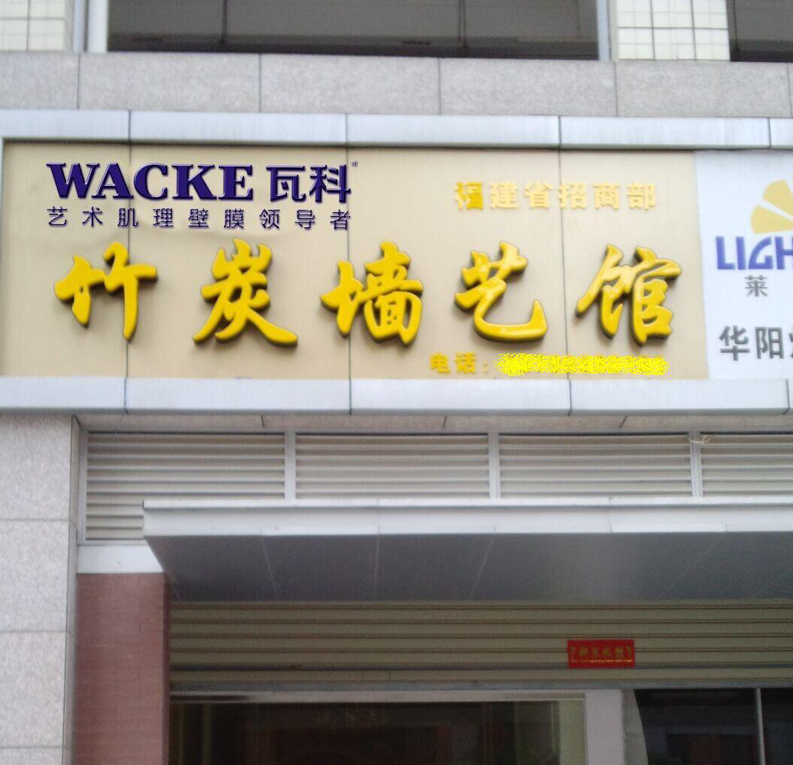 WACKE 瓦科®
艺术肌理壁膜领导者
福建省招商部
竹炭墙艺馆
电话:
LIGH
莱
华阳